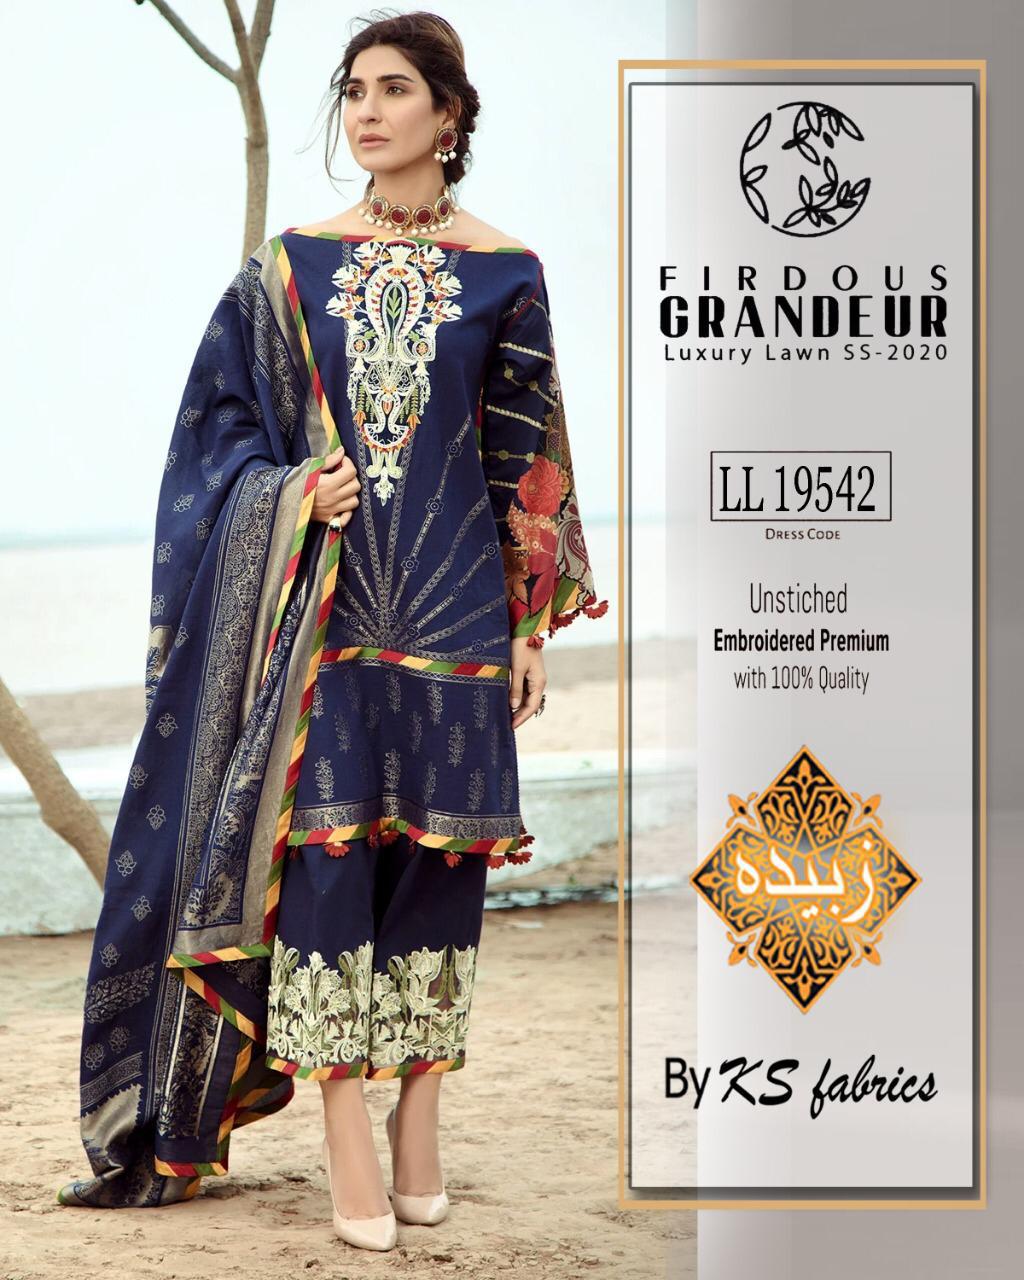 FIRDOUS
GRANDEUR
Luxury Lawn SS-2020
LL 19542
DRESS CODE
Unstiched
Embroidered Premium
with 100% Quality
زبیدہ
By KS fabrics